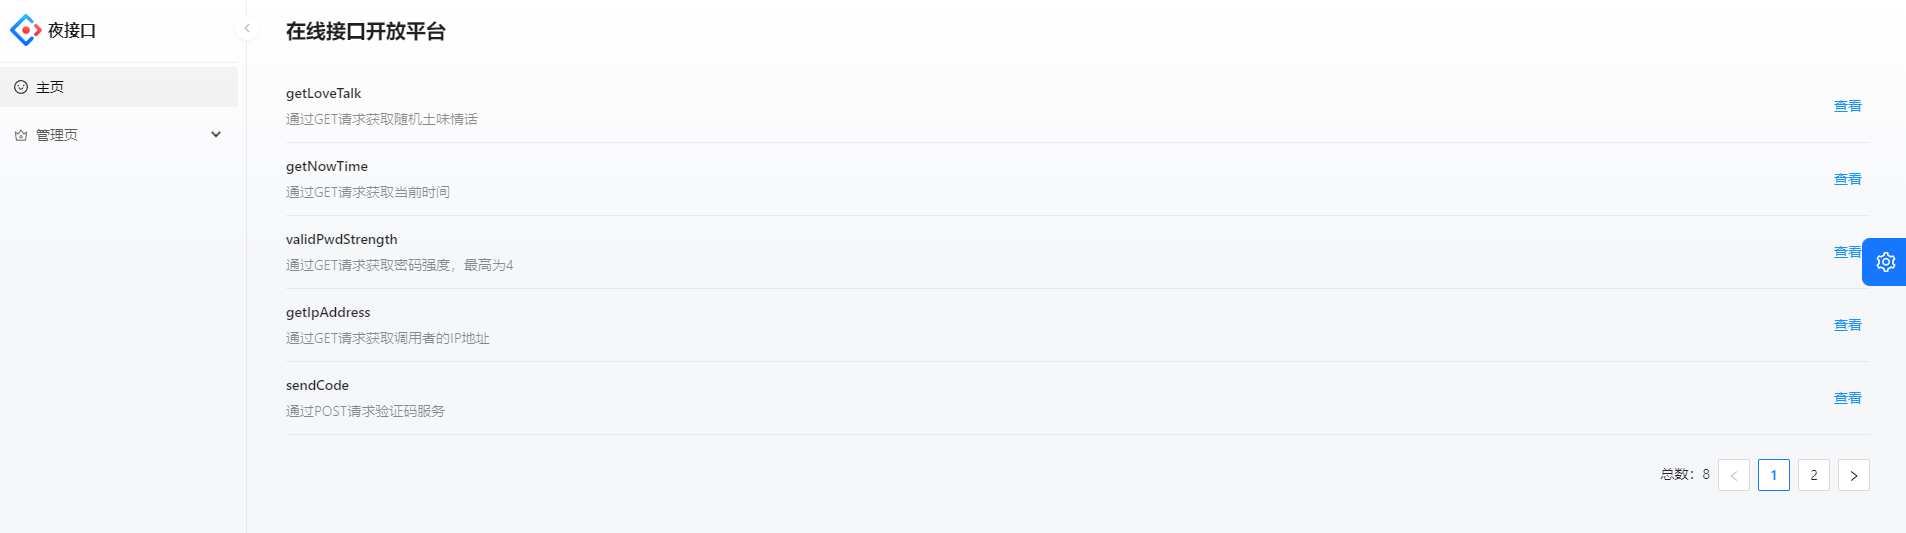 夜接口
主页
管理页
在线接口开放平台
getLoveTalk
通过GET请求获取随机土味情话
查看
getNowTime
通过GET请求获取当前时间
查看
validPwdStrength
通过GET请求获取密码强度，最高为4
查看
getIpAddress
通过GET请求获取调用者的IP地址
查看
sendCode
通过POST请求验证码服务
查看
总数：8 < 1 2 >